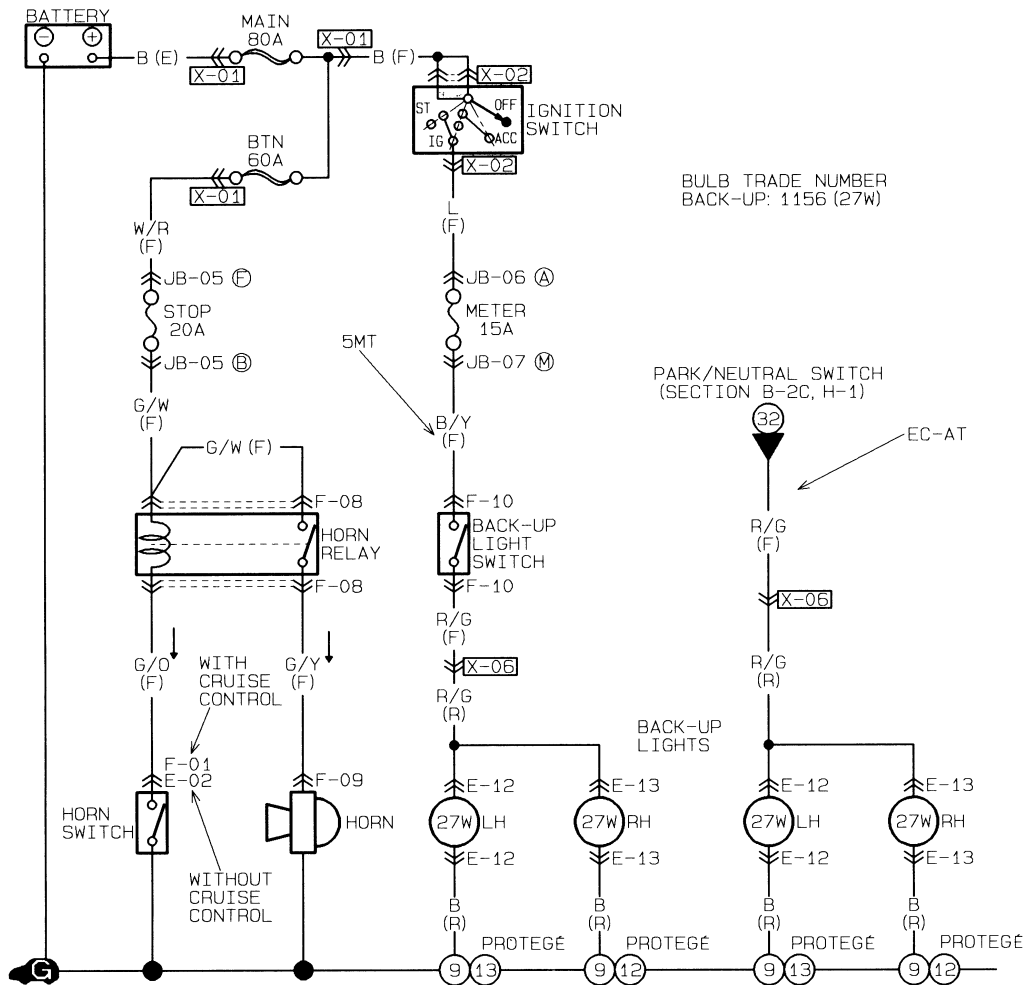 BATTERY
MAIN
80A
X-01
B (E)
X-01
B (F)
X-02
ST
OFF
IG
ACC
IGNITION
SWITCH
X-02
BTN
60A
X-01
BULB TRADE NUMBER
BACK-UP: 1156 (27W)
W/R
(F)
L
(F)
JB-05 F
STOP
20A
JB-05 B
JB-06 A
METER
15A
JB-07 M
5MT
PARK/NEUTRAL SWITCH
(SECTION B-2C, H-1)
32
EC-AT
G/W
(F)
G/W (F)
B/Y
(F)
F-08
HORN
RELAY
F-08
F-10
BACK-UP
LIGHT
SWITCH
F-10
R/G
(F)
X-06
R/G
(R)
R/G
(F)
X-06
R/G
(R)
G/O
(F)
WITH
CRUISE
CONTROL
G/Y
(F)
BACK-UP
LIGHTS
F-01
E-02
F-09
E-12
E-13
E-12
E-13
HORN
SWITCH
HORN
27W LH
27W RH
27W LH
27W RH
E-12
E-13
E-12
E-13
WITHOUT
CRUISE
CONTROL
B
(R)
B
(R)
B
(R)
B
(R)
PROTEGÉ
PROTEGÉ
PROTEGÉ
PROTEGÉ
G
9 13
9 12
9 13
9 12